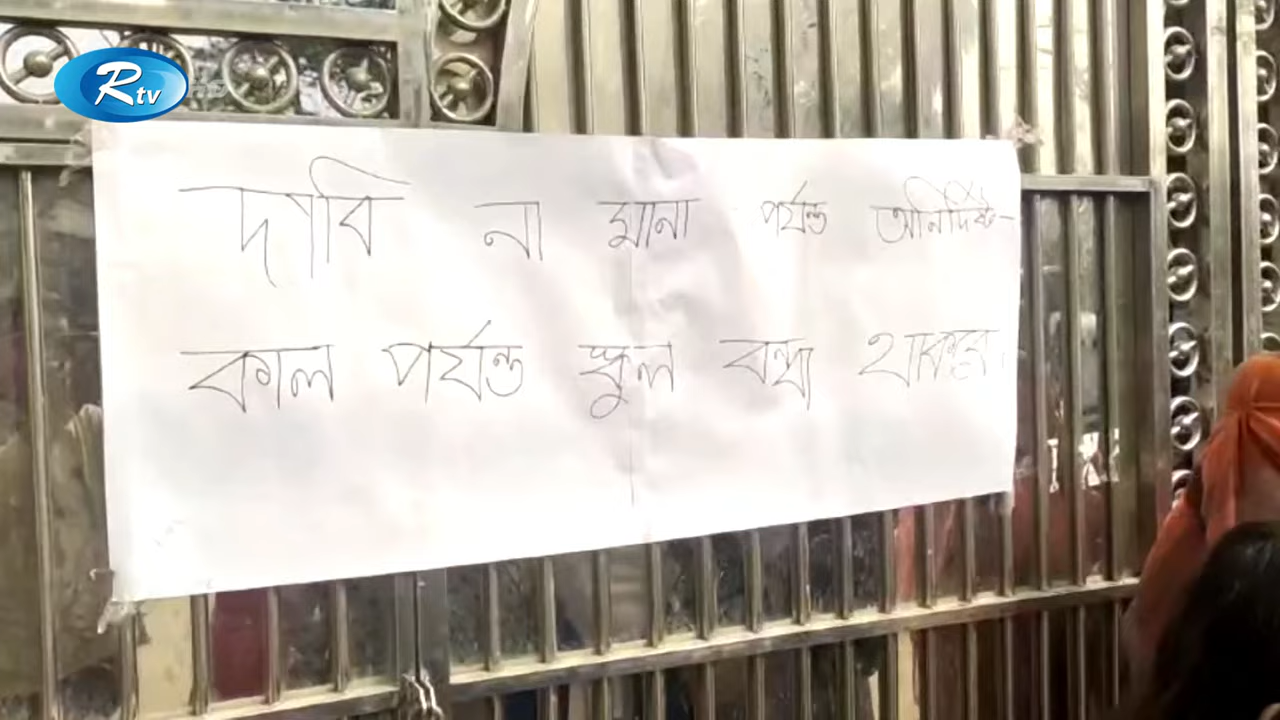 Rtv
দাবি না মানা পর্যন্ত অনির্দিষ্ট-
কাল পর্যন্ত স্কুল বন্ধ থাকবে।